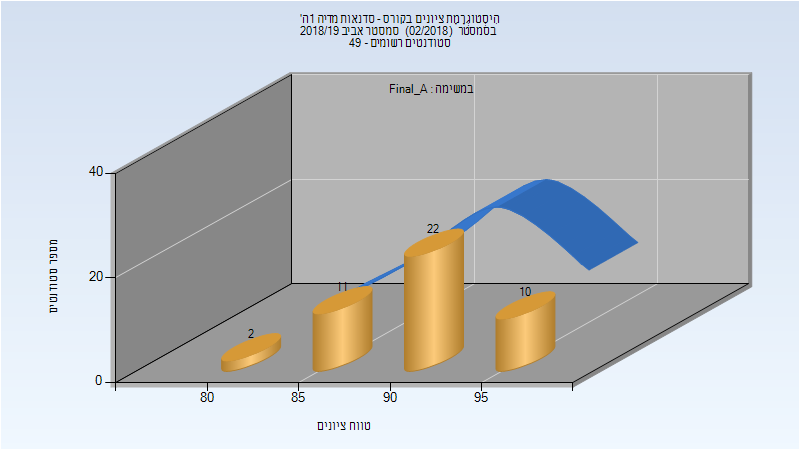 היסטוגרמת ציונים בקורס - סדנאות מדיה 1ה'
בסמסטר (02/2018) סמסטר אביב 2018/19
סטודנטים רשומים - 49
במשימה : Final_A
מספר סטודנטים
40
20
0
2
11
22
10
80
85
90
95
טווח ציונים